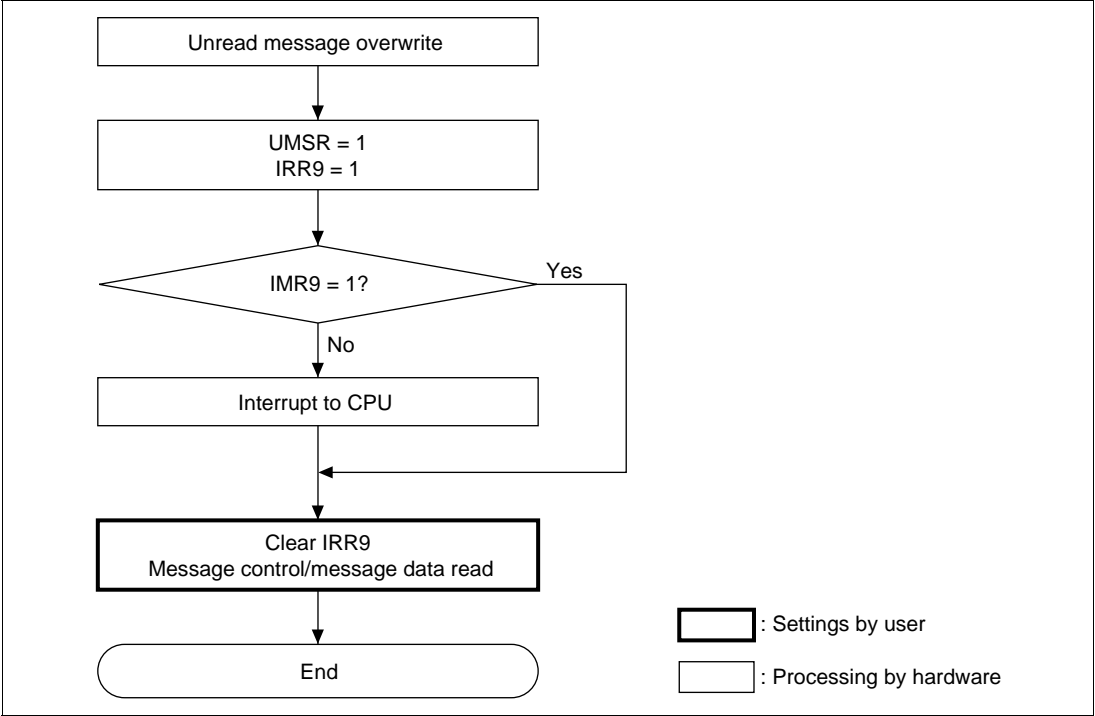 Unread message overwrite
UMSR = 1
IRR9 = 1
IMR9 = 1?
Yes
No
Interrupt to CPU
Clear IRR9
Message control/message data read
End
: Settings by user
: Processing by hardware